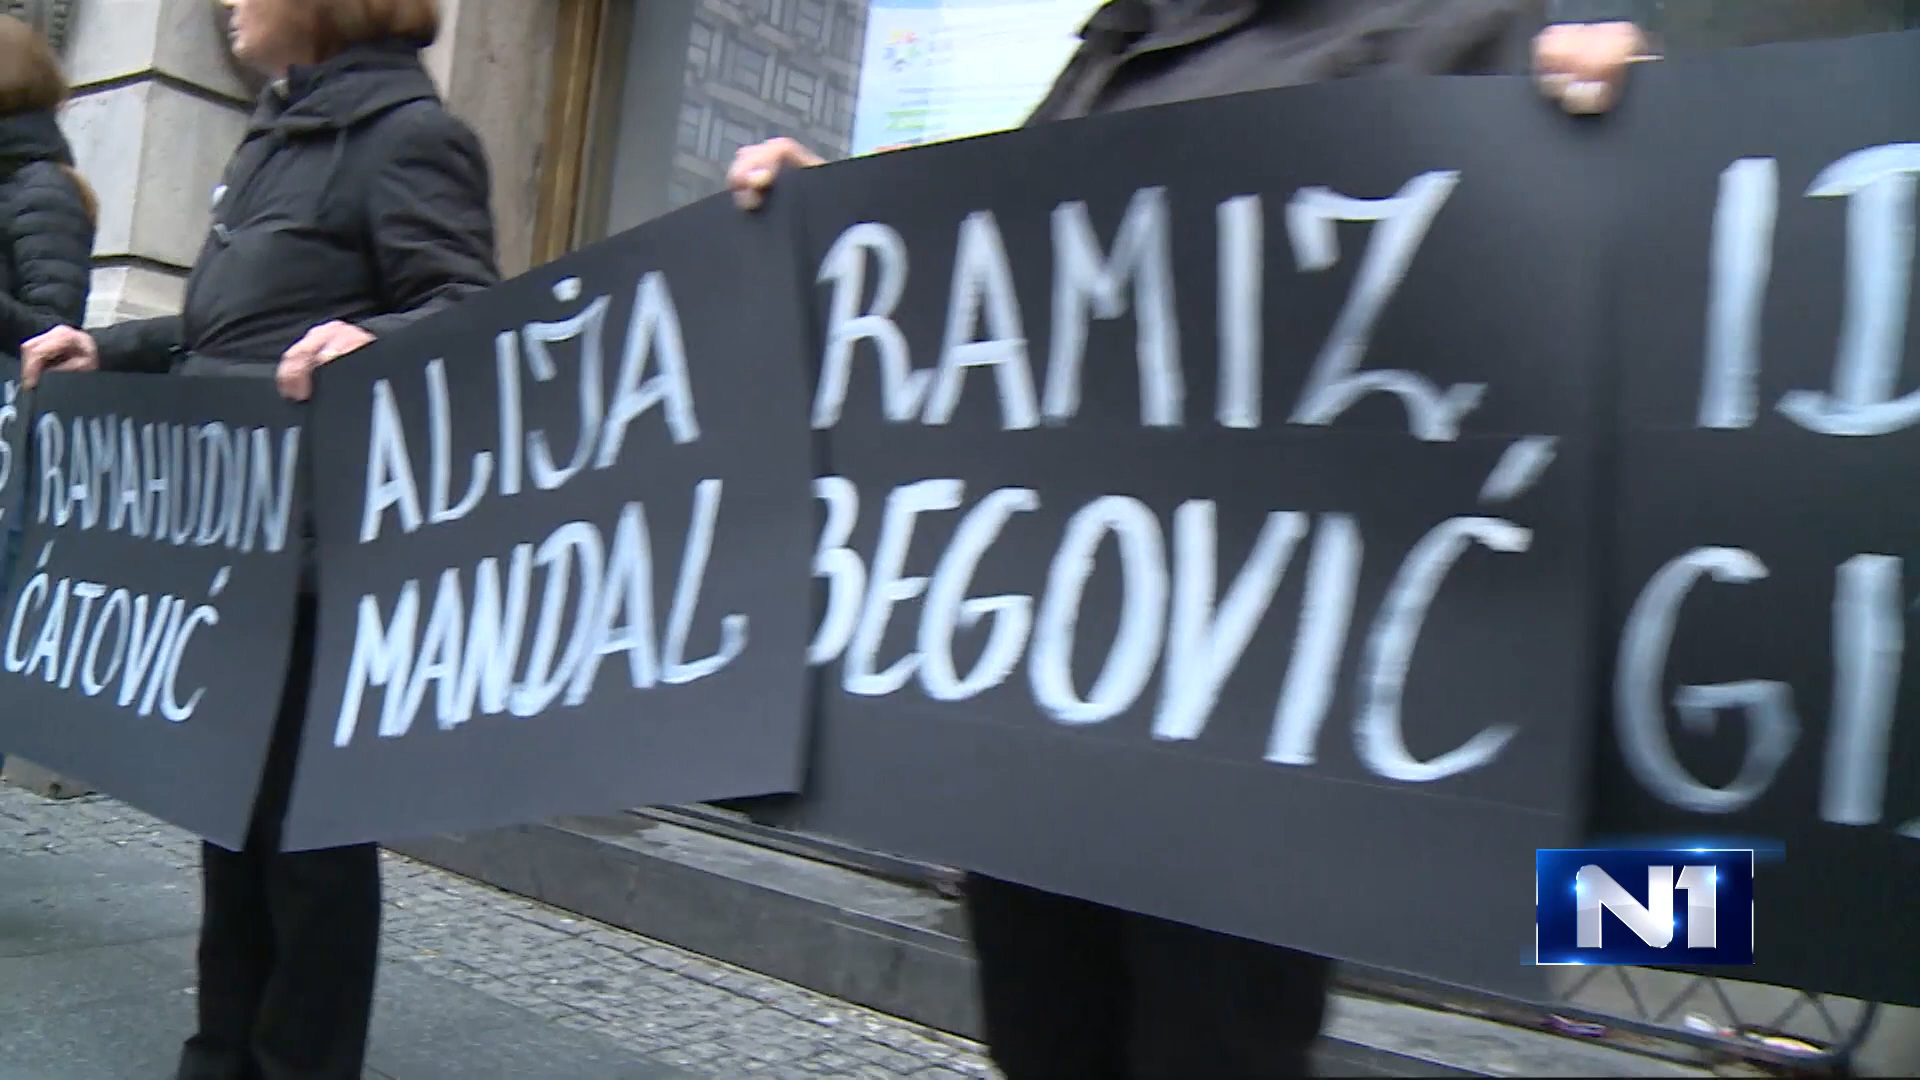 RAMAHUDIN
ĆATOVIĆ
ALIJA
MANDAL
RAMIZ
BEGOVIĆ
N1